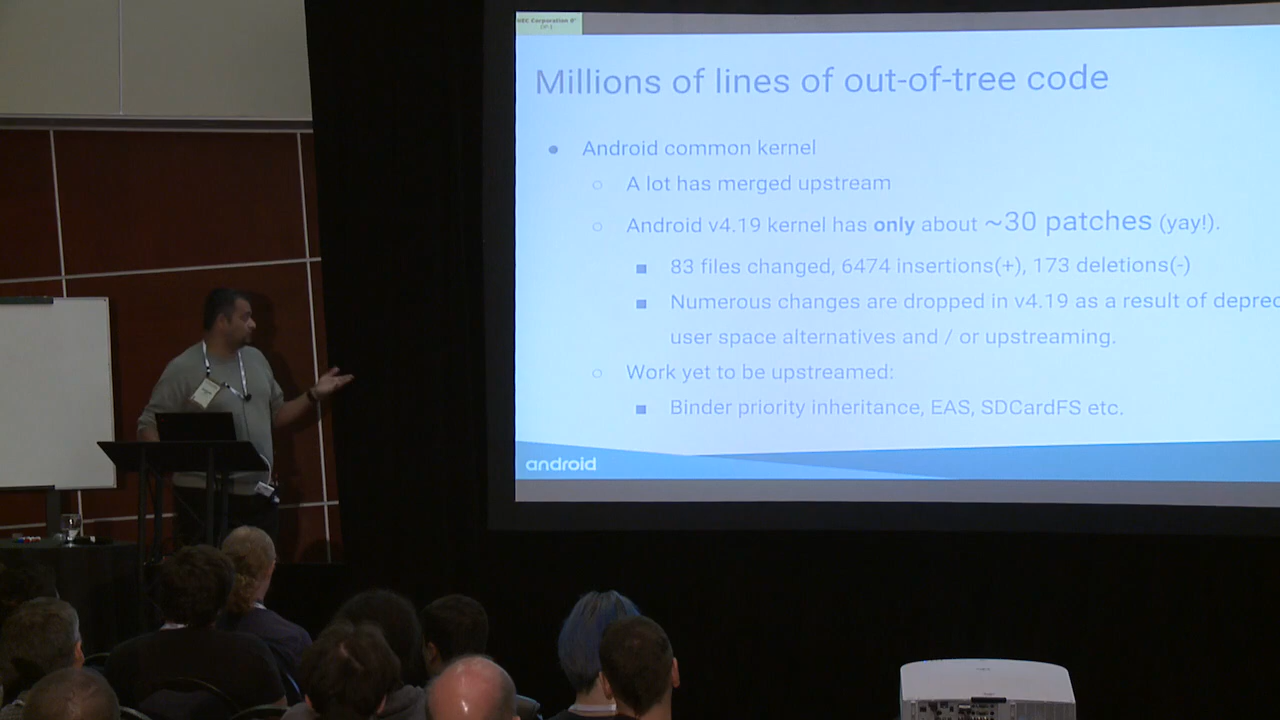 NEC Corporation
Millions of lines of out-of-tree code
● Android common kernel
○ A lot has merged upstream
○ Android v4.19 kernel has only about ~30 patches (yay!).
■ 83 files changed, 6474 insertions(+), 173 deletions(-)
■ Numerous changes are dropped in v4.19 as a result of deprec
user space alternatives and / or upstreaming.
○ Work yet to be upstreamed:
■ Binder priority inheritance, EAS, SDCardFS etc.
android